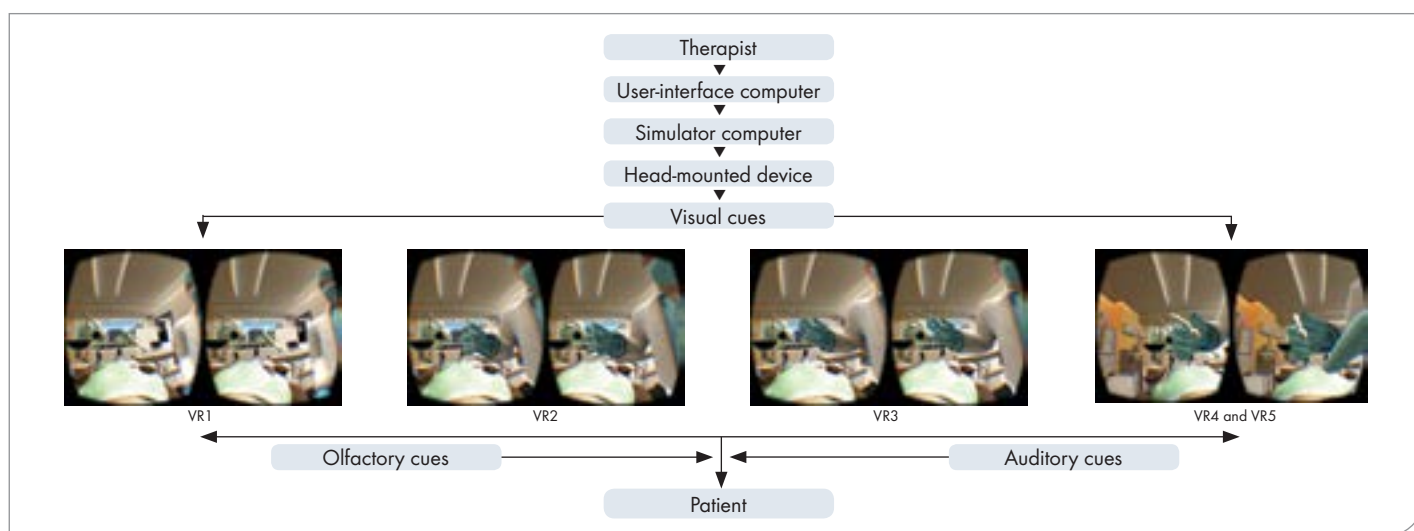 Therapist
User-interface computer
Simulator computer
Head-mounted device
Visual cues
VR1 VR2 VR3 VR4 and VR5
Olfactory cues Auditory cues
Patient